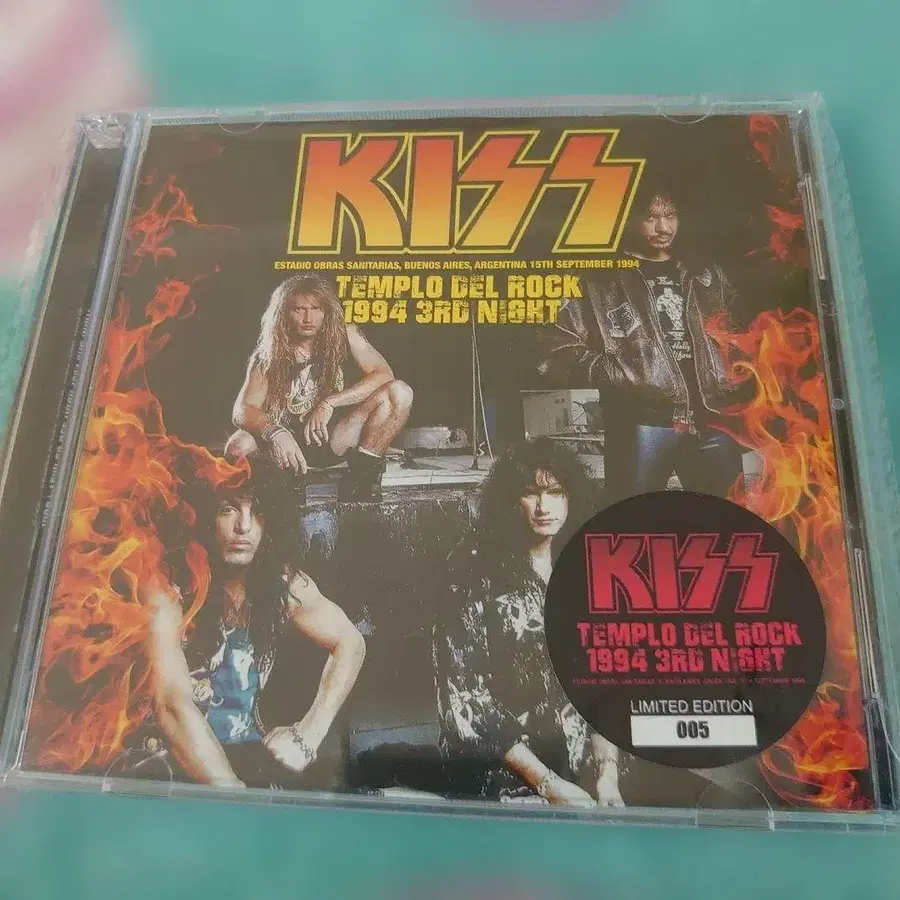 KISS
ESTADIO OBRAS SANITARIAS, BUENOS AIRES, ARGENTINA 15TH SEPTEMBER 1994
TEMPLO DEL ROCK
1994 3RD NIGHT
KISS
TEMPLO DEL ROCK
1994 3RD NIGHT
LIMITED EDITION
005